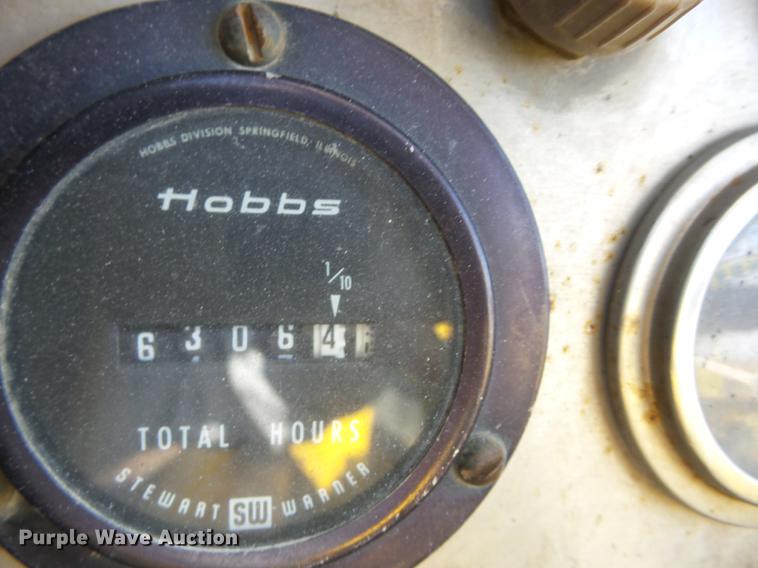 HOBBS DIVISION SPRINGFIELD, ILLINOIS
Hobbs
1/10
6 3 0 6 4
TOTAL HOURS
STEWART SW WARNER
Purple Wave Auction